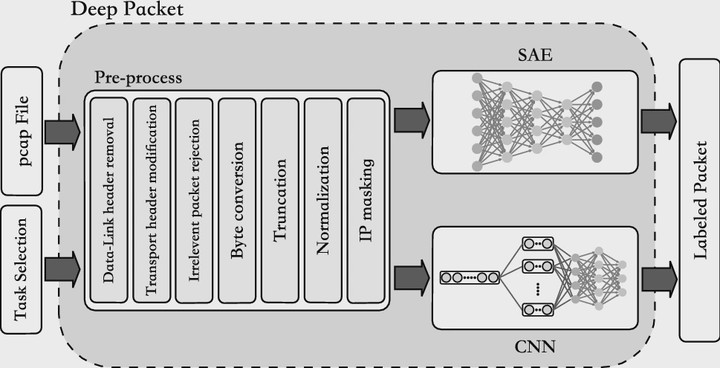 Deep Packet
pcap File
Task Selection
Pre-process
Data-Link header removal
Transport header modification
Irrelevent packet rejection
Byte conversion
Truncation
Normalization
IP masking
SAE
CNN
Labeled Packet